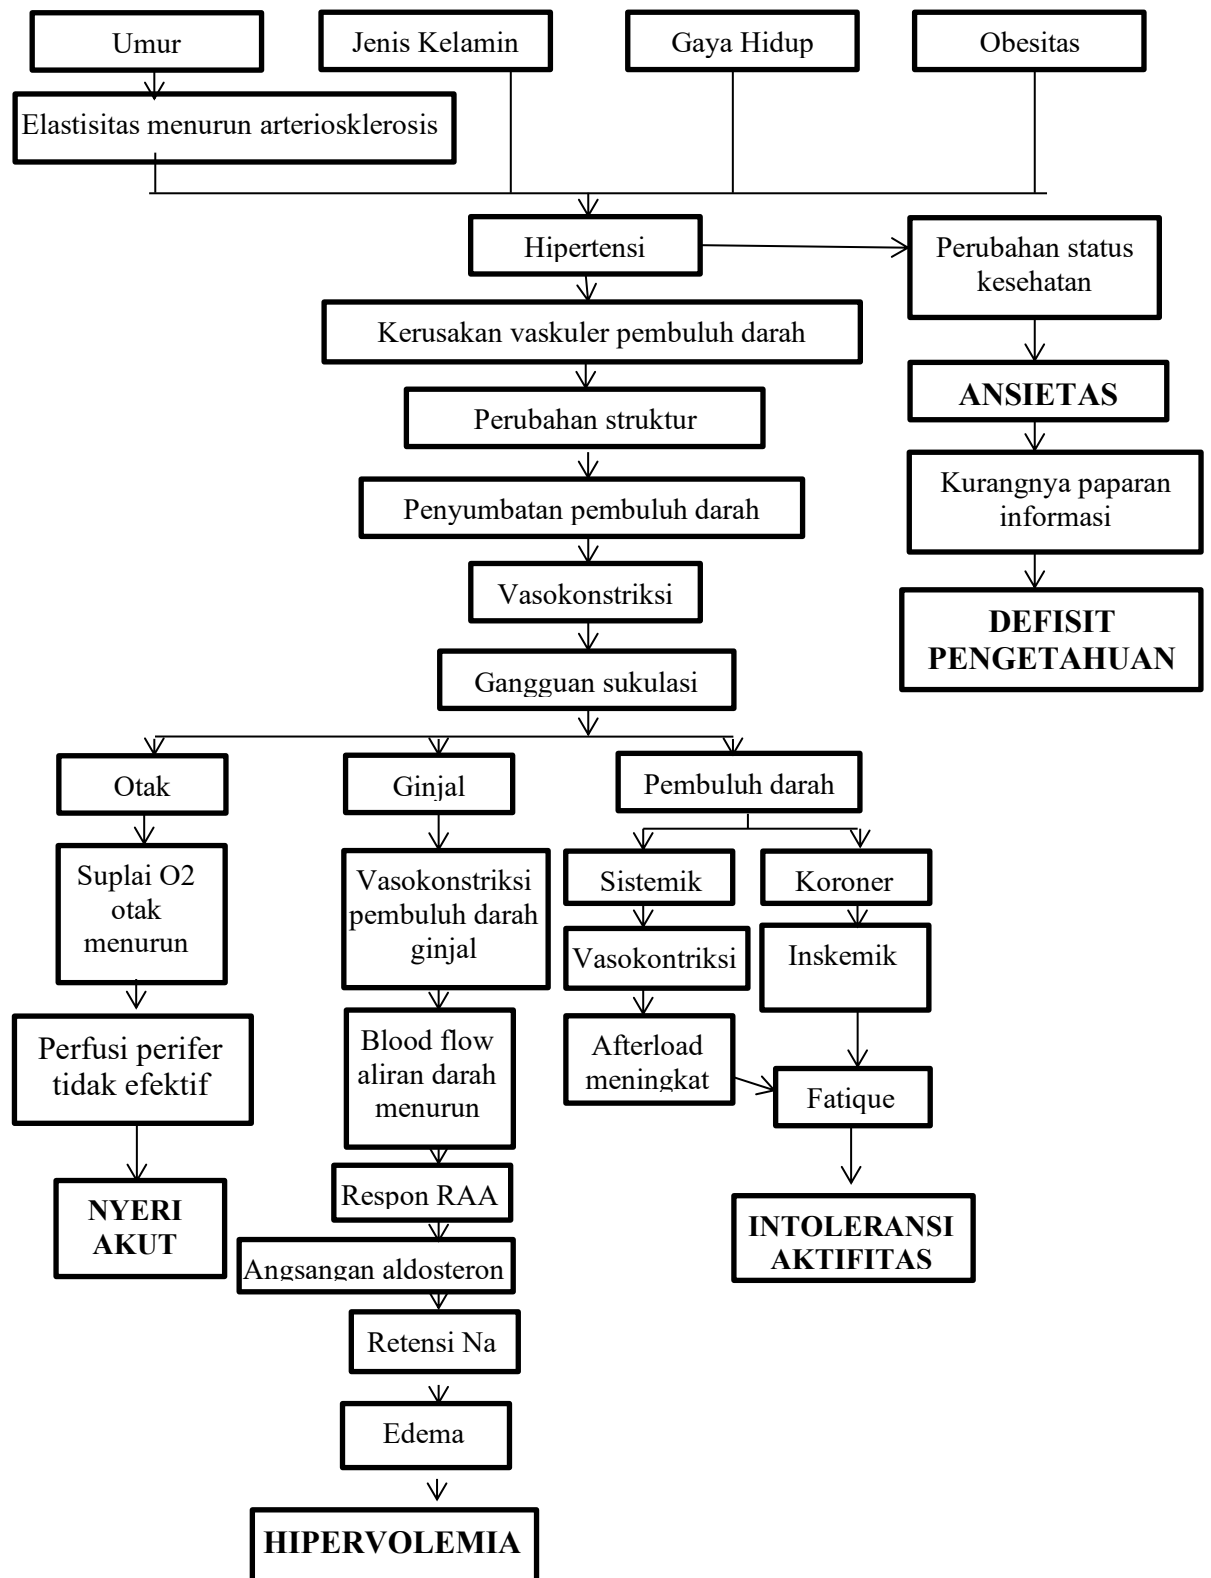 Umur
Jenis Kelamin
Gaya Hidup
Obesitas
Elastisitas menurun arteriosklerosis
Hipertensi
Perubahan status
kesehatan
Kerusakan vaskuler pembuluh darah
ANSIETAS
Perubahan struktur
Kurangnya paparan
informasi
Penyumbatan pembuluh darah
Vasokonstriksi
DEFISIT
PENGETAHUAN
Gangguan sukulasi
Otak
Ginjal
Pembuluh darah
Suplai O2
otak
menurun
Vasokonstriksi
pembuluh darah
ginjal
Sistemik
Koroner
Vasokontriksi
Inskemik
Perfusi perifer
tidak efektif
Blood flow
aliran darah
menurun
Afterload
meningkat
Fatique
NYERI
AKUT
Respon RAA
INTOLERANSI
AKTIFITAS
Angsangan aldosteron
Retensi Na
Edema
HIPERVOLEMIA